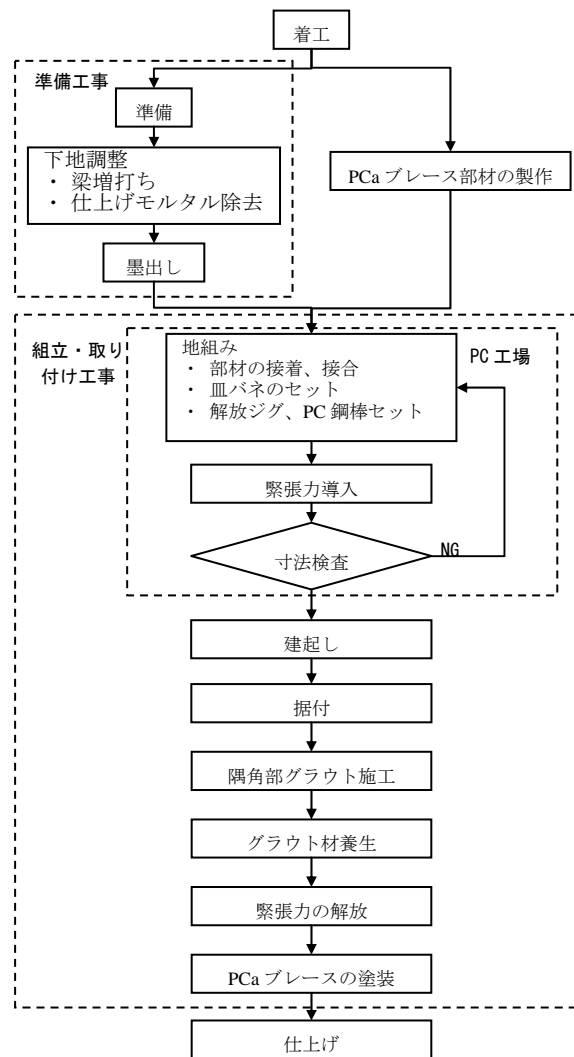 着工
準備工事
準備
下地調整
・ 梁増打ち
・ 仕上げモルタル除去
墨出し
PCa ブレース部材の製作
組立・取り
付け工事
PC 工場
地組み
・ 部材の接着、接合
・ 皿バネのセット
・ 解放ジグ、PC 鋼棒セット
緊張力導入
寸法検査
NG
建起し
据付
隅角部グラウト施工
グラウト材養生
緊張力の解放
PCa ブレースの塗装
仕上げ